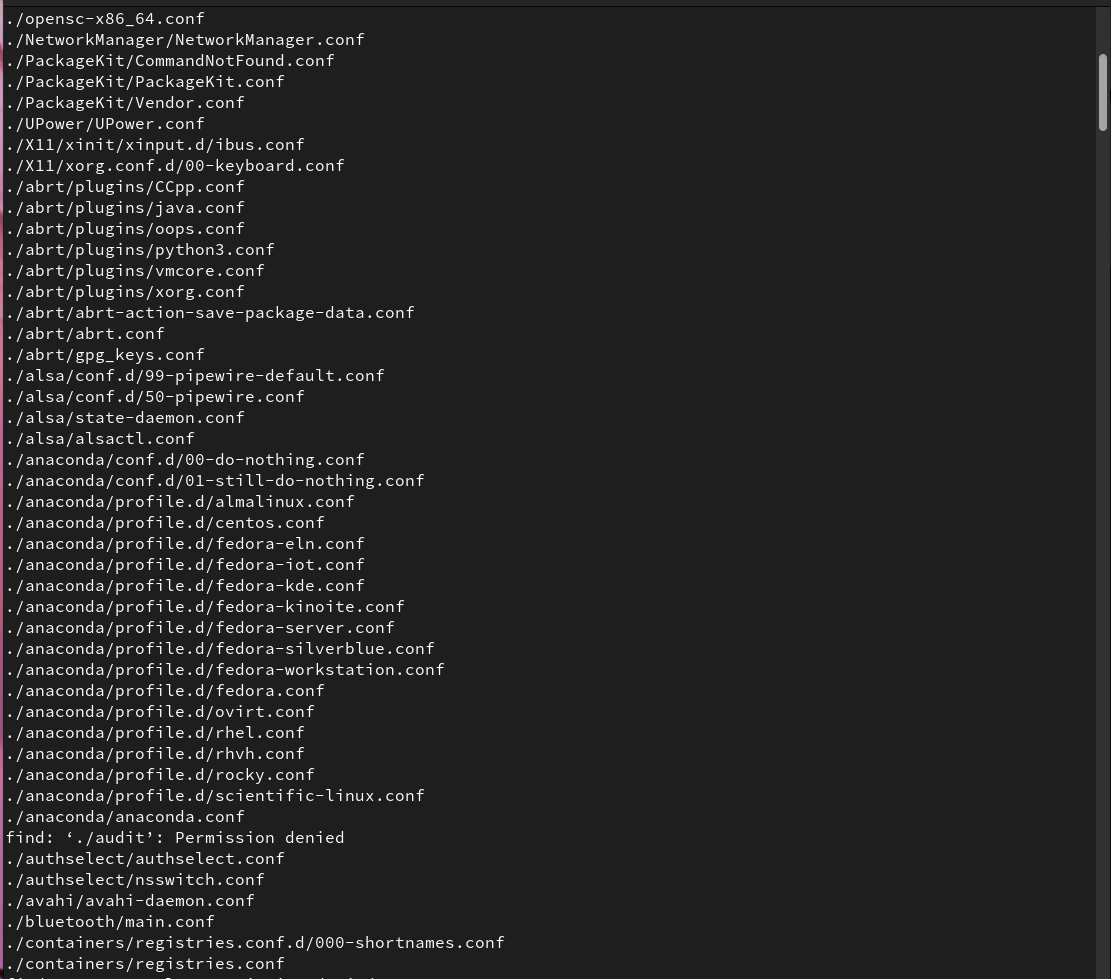 ./opensc-x86_64.conf
./NetworkManager/NetworkManager.conf
./PackageKit/CommandNotFound.conf
./PackageKit/PackageKit.conf
./PackageKit/Vendor.conf
./UPower/UPower.conf
./X11/xinit/xinput.d/ibus.conf
./X11/xorg.conf.d/00-keyboard.conf
./abrt/plugins/CCpp.conf
./abrt/plugins/java.conf
./abrt/plugins/oops.conf
./abrt/plugins/python3.conf
./abrt/plugins/vmcore.conf
./abrt/plugins/xorg.conf
./abrt/abrt-action-save-package-data.conf
./abrt/abrt.conf
./abrt/gpg_keys.conf
./alsa/conf.d/99-pipewire-default.conf
./alsa/conf.d/50-pipewire.conf
./alsa/state-daemon.conf
./alsa/alsactl.conf
./anaconda/conf.d/00-do-nothing.conf
./anaconda/conf.d/01-still-do-nothing.conf
./anaconda/profile.d/almalinux.conf
./anaconda/profile.d/centos.conf
./anaconda/profile.d/fedora-eln.conf
./anaconda/profile.d/fedora-iot.conf
./anaconda/profile.d/fedora-kde.conf
./anaconda/profile.d/fedora-kinoite.conf
./anaconda/profile.d/fedora-server.conf
./anaconda/profile.d/fedora-silverblue.conf
./anaconda/profile.d/fedora-workstation.conf
./anaconda/profile.d/fedora.conf
./anaconda/profile.d/ovirt.conf
./anaconda/profile.d/rhel.conf
./anaconda/profile.d/rhvh.conf
./anaconda/profile.d/rocky.conf
./anaconda/profile.d/scientific-linux.conf
./anaconda/anaconda.conf
find: ‘./audit’: Permission denied
./authselect/authselect.conf
./authselect/nsswitch.conf
./avahi/avahi-daemon.conf
./bluetooth/main.conf
./containers/registries.conf.d/000-shortnames.conf
./containers/registries.conf